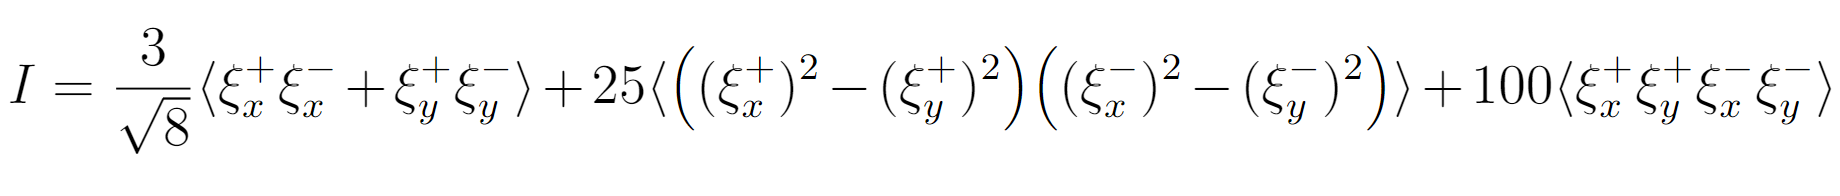 $I = \frac{3}{\sqrt{8}} \langle \xi_x^+ \xi_x^- + \xi_y^+ \xi_y^- \rangle + 25 \langle \left( (\xi_x^+)^2 - (\xi_y^+)^2 \right) \left( (\xi_x^-)^2 - (\xi_y^-)^2 \right) \rangle + 100 \langle \xi_x^+ \xi_y^+ \xi_x^- \xi_y^- \rangle$